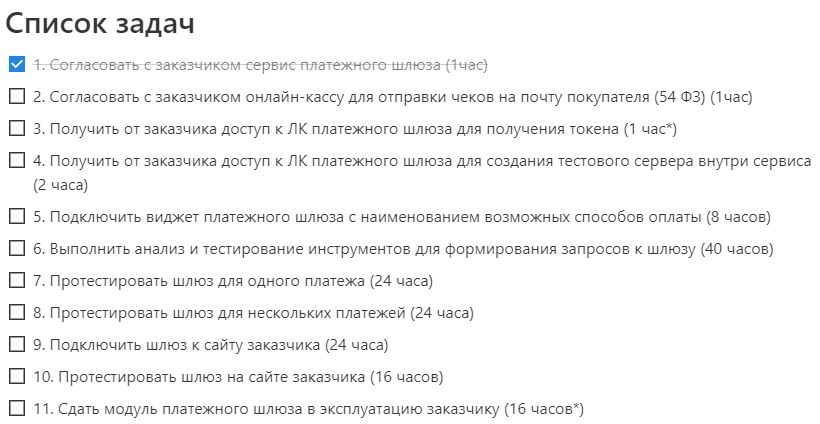 Список задач
1. Согласовать с заказчиком сервис платежного шлюза (1час)
2. Согласовать с заказчиком онлайн-кассу для отправки чеков на почту покупателя (54 ФЗ) (1час)
3. Получить от заказчика доступ к ЛК платежного шлюза для получения токена (1 час*)
4. Получить от заказчика доступ к ЛК платежного шлюза для создания тестового сервера внутри сервиса
(2 часа)
5. Подключить виджет платежного шлюза с наименованием возможных способов оплаты (8 часов)
6. Выполнить анализ и тестирование инструментов для формирования запросов к шлюзу (40 часов)
7. Протестировать шлюз для одного платежа (24 часа)
8. Протестировать шлюз для нескольких платежей (24 часа)
9. Подключить шлюз к сайту заказчика (24 часа)
10. Протестировать шлюз на сайте заказчика (16 часов)
11. Сдать модуль платежного шлюза в эксплуатацию заказчику (16 часов*)